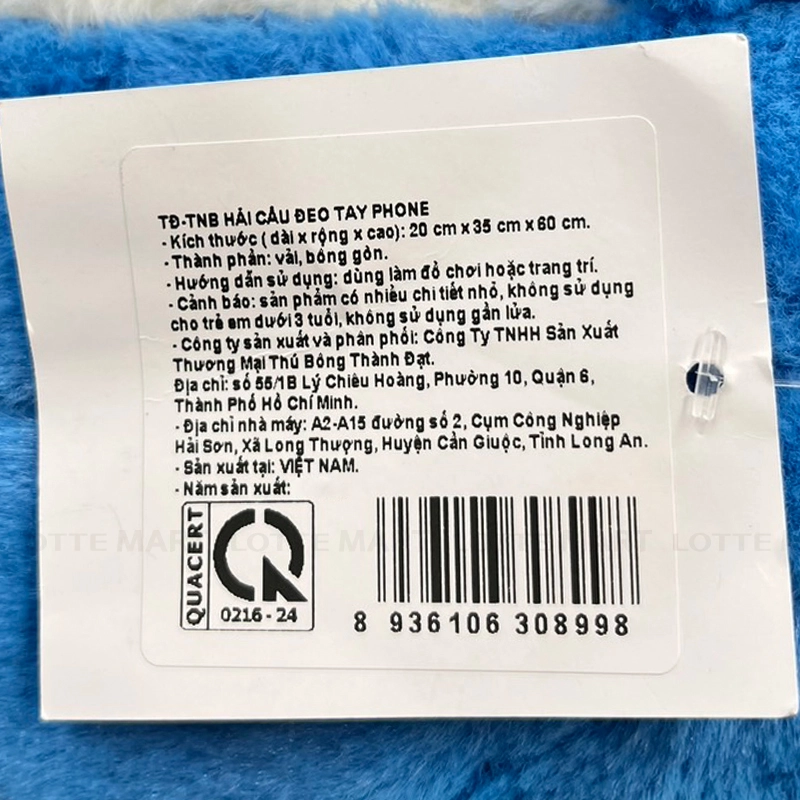 TĐ-TNB HẢI CẨU ĐEO TAY PHONE
- Kích thước ( dài x rộng x cao): 20 cm x 35 cm x 60 cm.
- Thành phần: vải, bông gòn.
- Hướng dẫn sử dụng: dùng làm đồ chơi hoặc trang trí.
- Cảnh báo: sản phẩm có nhiều chi tiết nhỏ, không sử dụng
cho trẻ em dưới 3 tuổi, không sử dụng gần lửa.
- Công ty sản xuất và phân phối: Công Ty TNHH Sản Xuất
Thương Mại Thú Bông Thành Đạt.
Địa chỉ: số 55/1B Lý Chiêu Hoàng, Phường 10, Quận 6,
Thành Phố Hồ Chí Minh.
- Địa chỉ nhà máy: A2-A15 đường số 2, Cụm Công Nghiệp
Hải Sơn, Xã Long Thượng, Huyện Cần Giuộc, Tỉnh Long An.
- Sản xuất tại: VIỆT NAM.
- Năm sản xuất:
QUACERT
0216 - 24
8 936106 308998
LOTTE MART LOTTE MART LOTTE